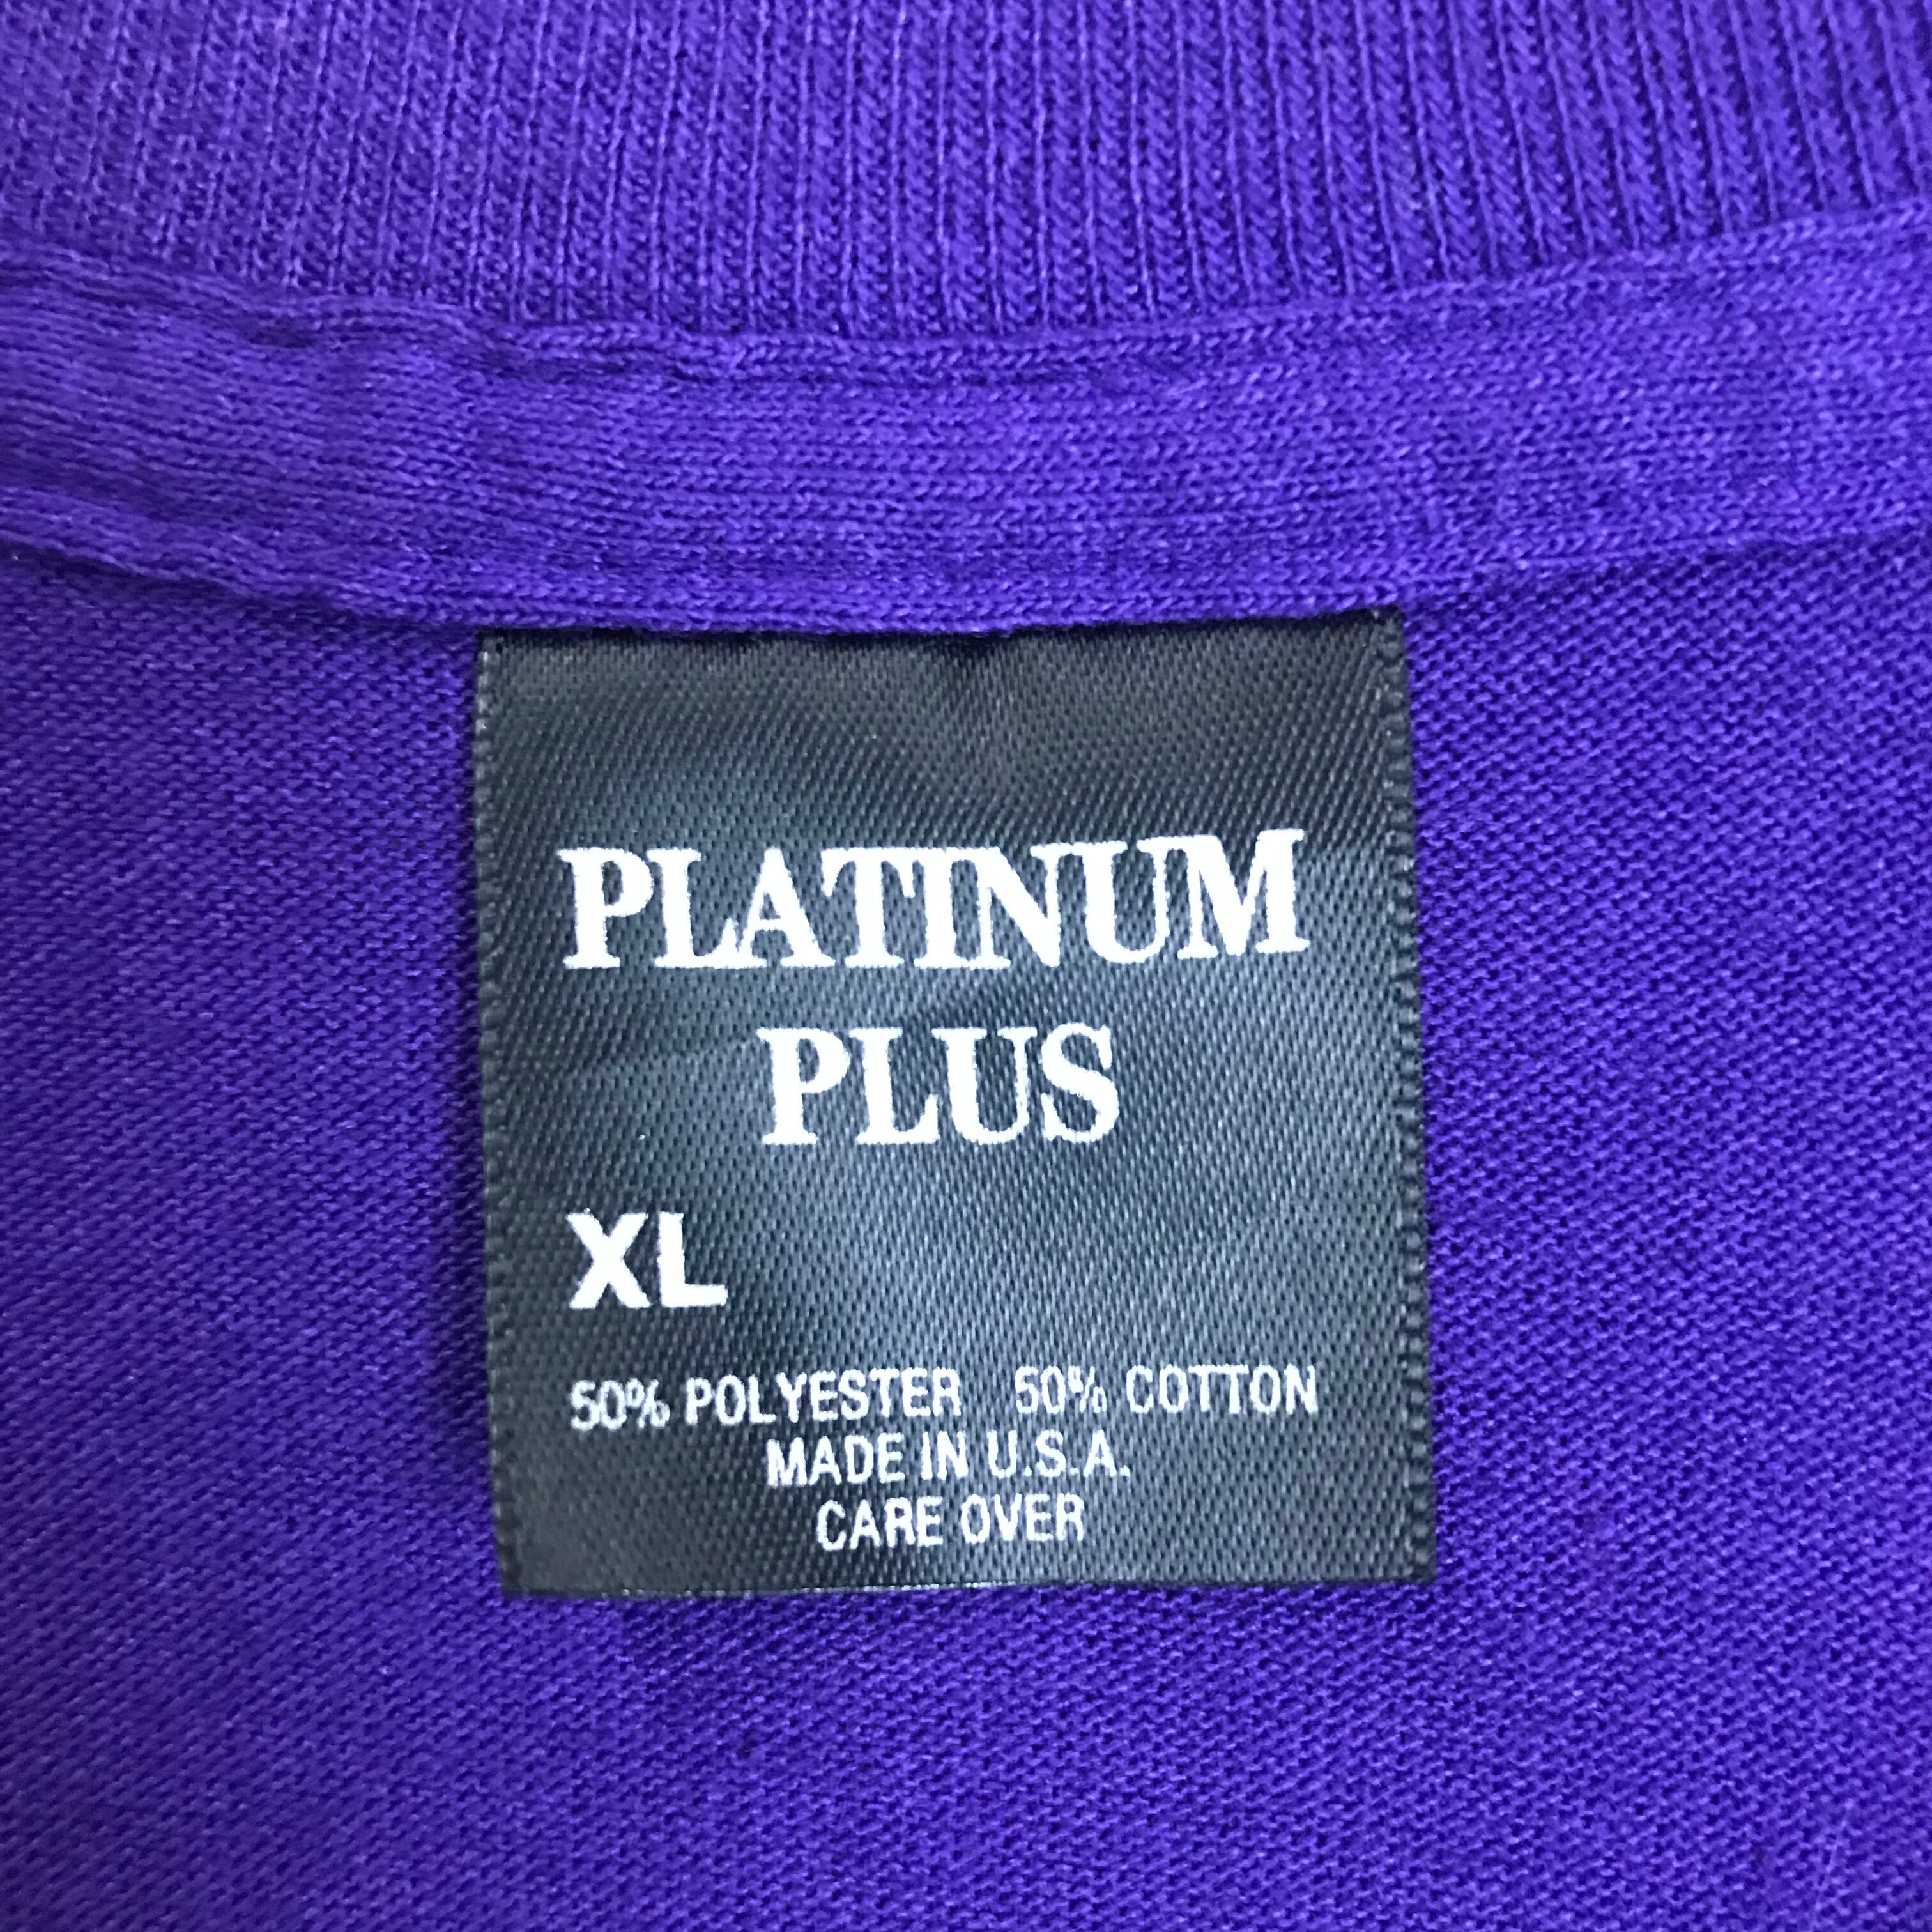 PLATINUM
PLUS
XL
50% POLYESTER 50% COTTON
MADE IN U.S.A.
CARE OVER